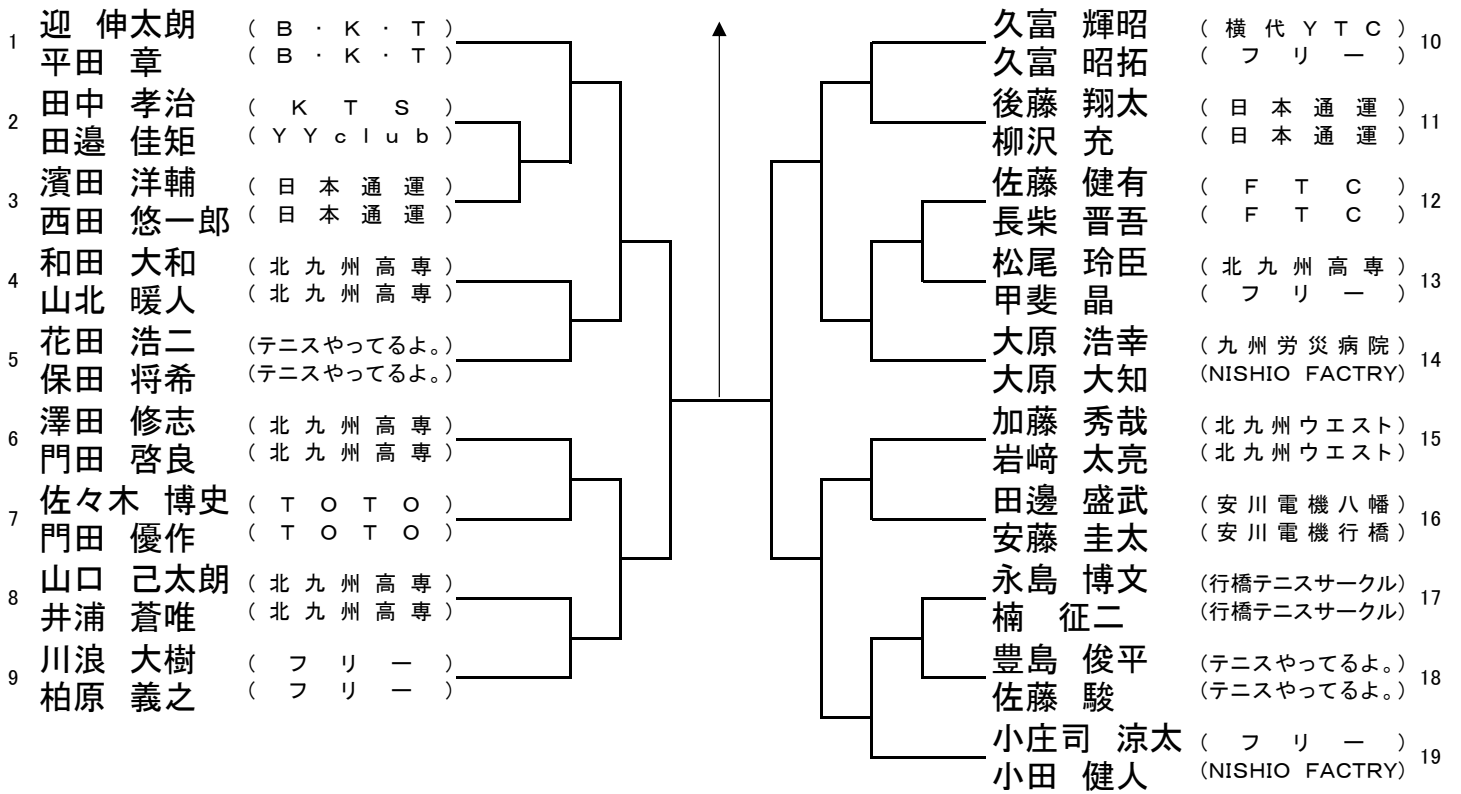 1
迎 伸太朗 (B・K・T)
平田 章 (B・K・T)
2
田中 孝治 (KTS)
田邉 佳矩 (YYclub)
3
濱田 洋輔 (日本通運)
西田 悠一郎 (日本通運)
4
和田 大和 (北九州高専)
山北 暖人 (北九州高専)
5
花田 浩二 (テニスやってるよ。)
保田 将希 (テニスやってるよ。)
6
澤田 修志 (北九州高専)
門田 啓良 (北九州高専)
7
佐々木 博史 (TOTO)
門田 優作 (TOTO)
8
山口 己太朗 (北九州高専)
井浦 蒼唯 (北九州高専)
9
川浪 大樹 (フリー)
柏原 義之 (フリー)
久富 輝昭 (横代YTC)
久富 昭拓 (フリー)
10
後藤 翔太 (日本通運)
柳沢 充 (日本通運)
11
佐藤 健有 (FTC)
長柴 晋吾 (FTC)
12
松尾 玲臣 (北九州高専)
甲斐 晶 (フリー)
13
大原 浩幸 (九州労災病院)
大原 大知 (NISHIO FACTRY)
14
加藤 秀哉 (北九州ウエスト)
岩﨑 太亮 (北九州ウエスト)
15
田邊 盛武 (安川電機八幡)
安藤 圭太 (安川電機行橋)
16
永島 博文 (行橋テニスサークル)
楠 征二 (行橋テニスサークル)
17
豊島 俊平 (テニスやってるよ。)
佐藤 駿 (テニスやってるよ。)
18
小庄司 涼太 (フリー)
小田 健人 (NISHIO FACTRY)
19